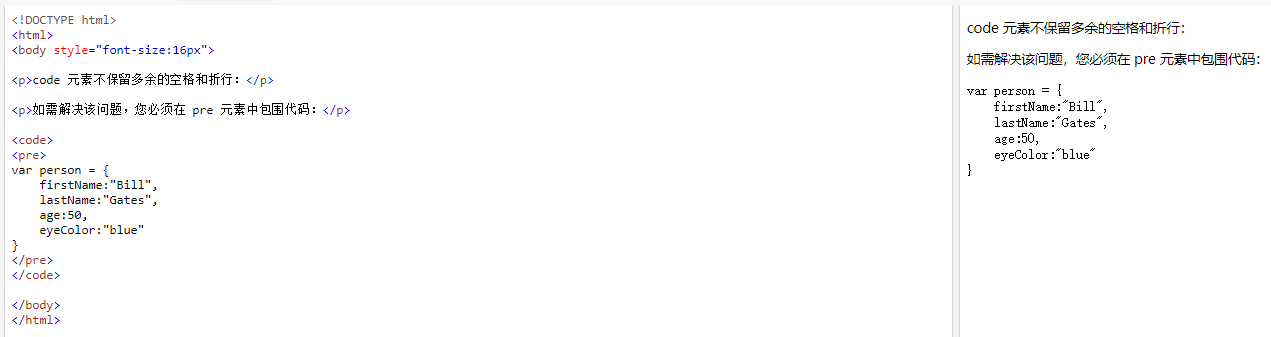 <!DOCTYPE html>
<html>
<body style="font-size:16px">
<p>code 元素不保留多余的空格和折行：</p>
<p>如需解决该问题，您必须在 pre 元素中包围代码：</p>
<code>
<pre>
var person = {
    firstName:"Bill",
    lastName:"Gates",
    age:50,
    eyeColor:"blue"
}
</pre>
</code>
</body>
</html>
code 元素不保留多余的空格和折行：
如需解决该问题，您必须在 pre 元素中包围代码：
var person = {
    firstName:"Bill",
    lastName:"Gates",
    age:50,
    eyeColor:"blue"
}